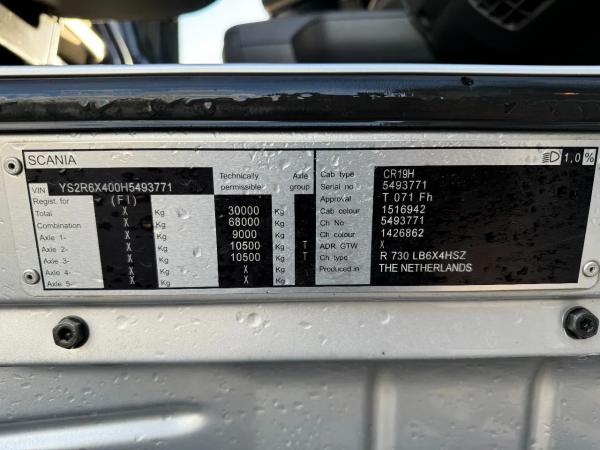 SCANIA 1,0 %
VIN YS2R6X400H5493771 Technically permissible Axle group
Regist. for (FI)
Total X Kg 30000 Kg
Combination X Kg 68000 Kg
Axle 1- X Kg 9000 Kg
Axle 2- X Kg 10500 Kg T
Axle 3- X Kg 10500 Kg T
Axle 4- X Kg X Kg
Axle 5- X Kg X Kg
Cab type CR19H
Serial no 5493771
Approval T 071 Fh
Cab colour 1516942
Ch No 5493771
Ch colour 1426862
ADR GTW X
Ch type R 730 LB6X4HSZ
Produced in THE NETHERLANDS